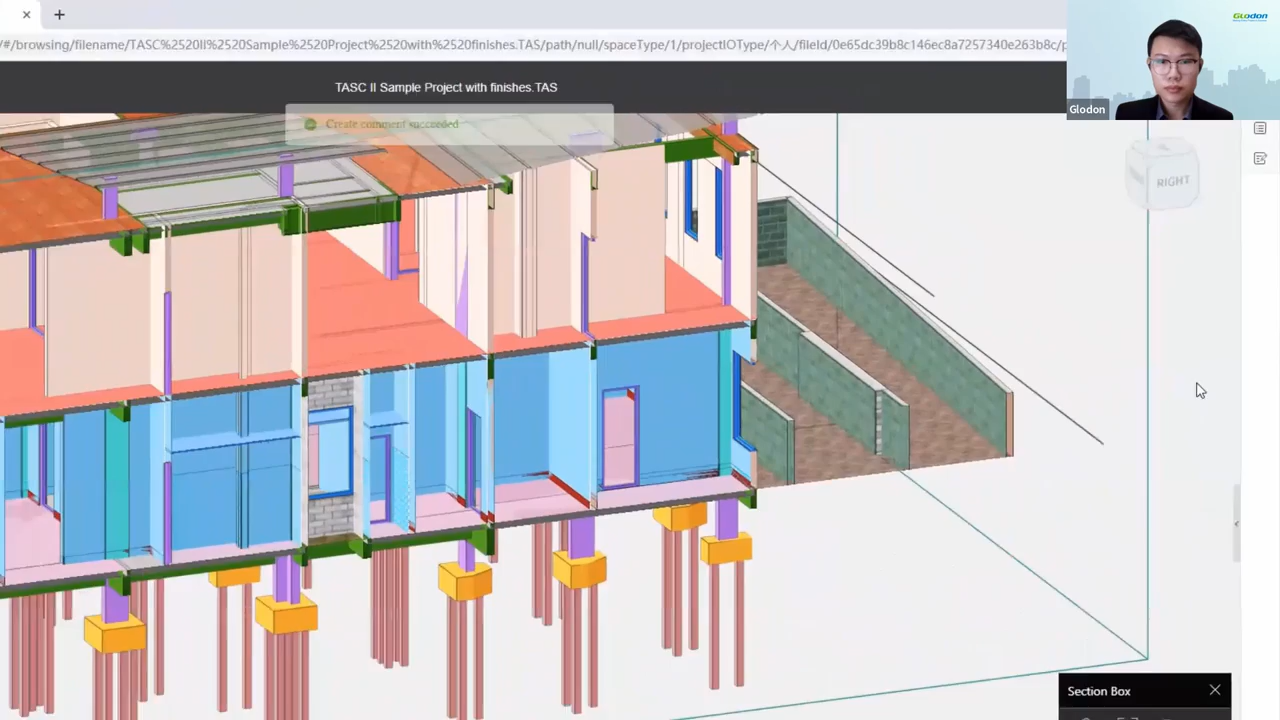 Glodon
/#/browsing/filename/TASC%2520II%2520Sample%2520Project%2520with%2520finishes.TAS/path/null/spaceType/1/projectIOType/个人/fileId/0e65dc39b8c146ec8a7257340e263b8c/p
TASC II Sample Project with finishes.TAS
Glodon
Create comment succeeded
RIGHT
Section Box